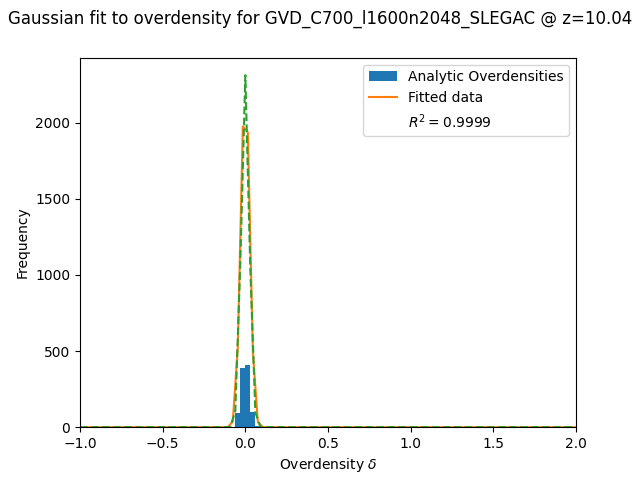 Gaussian fit to overdensity for GVD_C700_l1600n2048_SLEGAC @ z=10.04
Analytic Overdensities
Fitted data
R² = 0.9999
Frequency
2000
1500
1000
500
0
−1.0 −0.5 0.0 0.5 1.0 1.5 2.0
Overdensity δ